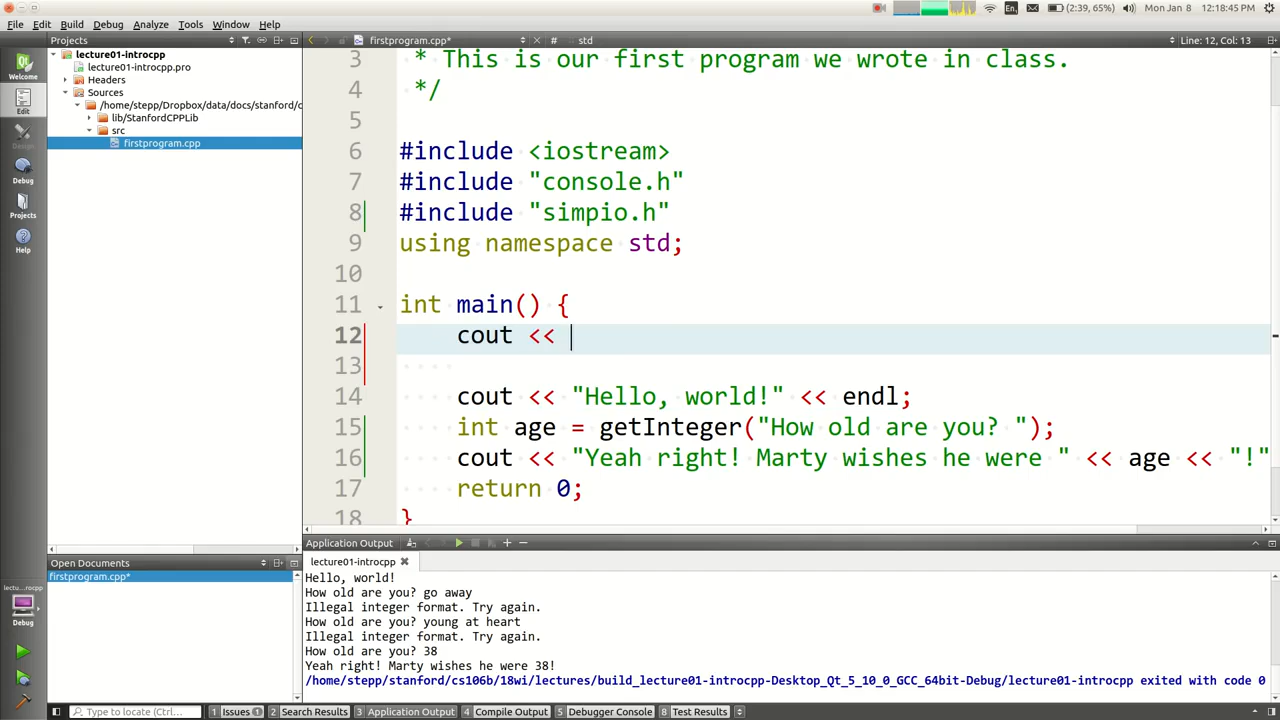 En
(2:39, 65%)
Mon Jan 8
12:18:45 PM
File Edit Build Debug Analyze Tools Window Help
Projects
firstprogram.cpp*
# std
Line: 12, Col: 13
Welcome
Edit
Design
Debug
Projects
Help
lecture01-introcpp
lecture01-introcpp.pro
Headers
Sources
/home/stepp/Dropbox/data/docs/stanford/c
lib/StanfordCPPLib
src
firstprogram.cpp
3 * This is our first program we wrote in class.
4 */
5
6 #include <iostream>
7 #include "console.h"
8 #include "simpio.h"
9 using namespace std;
10
11 int main() {
12 cout <<
13
14 cout << "Hello, world!" << endl;
15 int age = getInteger("How old are you? ");
16 cout << "Yeah right! Marty wishes he were " << age << "!"
17 return 0;
18 }
Open Documents
firstprogram.cpp*
lectu...rocpp
Debug
Application Output
lecture01-introcpp
Hello, world!
How old are you? go away
Illegal integer format. Try again.
How old are you? young at heart
Illegal integer format. Try again.
How old are you? 38
Yeah right! Marty wishes he were 38!
/home/stepp/stanford/cs106b/18wi/lectures/build_lecture01-introcpp-Desktop_Qt_5_10_0_GCC_64bit-Debug/lecture01-introcpp exited with code 0
Type to locate (Ctrl...
1 Issues 1 2 Search Results 3 Application Output 4 Compile Output 5 Debugger Console 8 Test Results